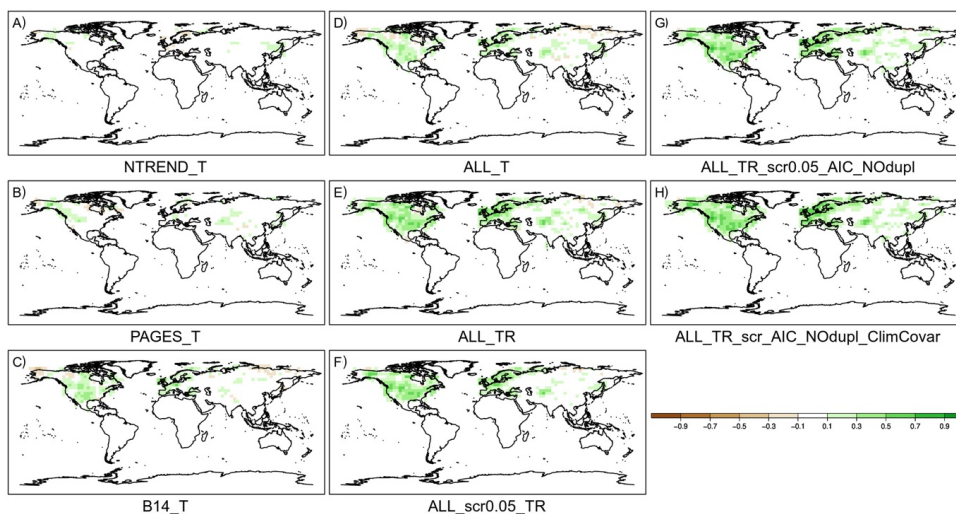 A)
D)
G)
NTREND_T
ALL_T
ALL_TR_scr0.05_AIC_NOdupl
B)
E)
H)
PAGES_T
ALL_TR
ALL_TR_scr_AIC_NOdupl_ClimCovar
C)
F)
-0.9 -0.7 -0.5 -0.3 -0.1 0.1 0.3 0.5 0.7 0.9
B14_T
ALL_scr0.05_TR